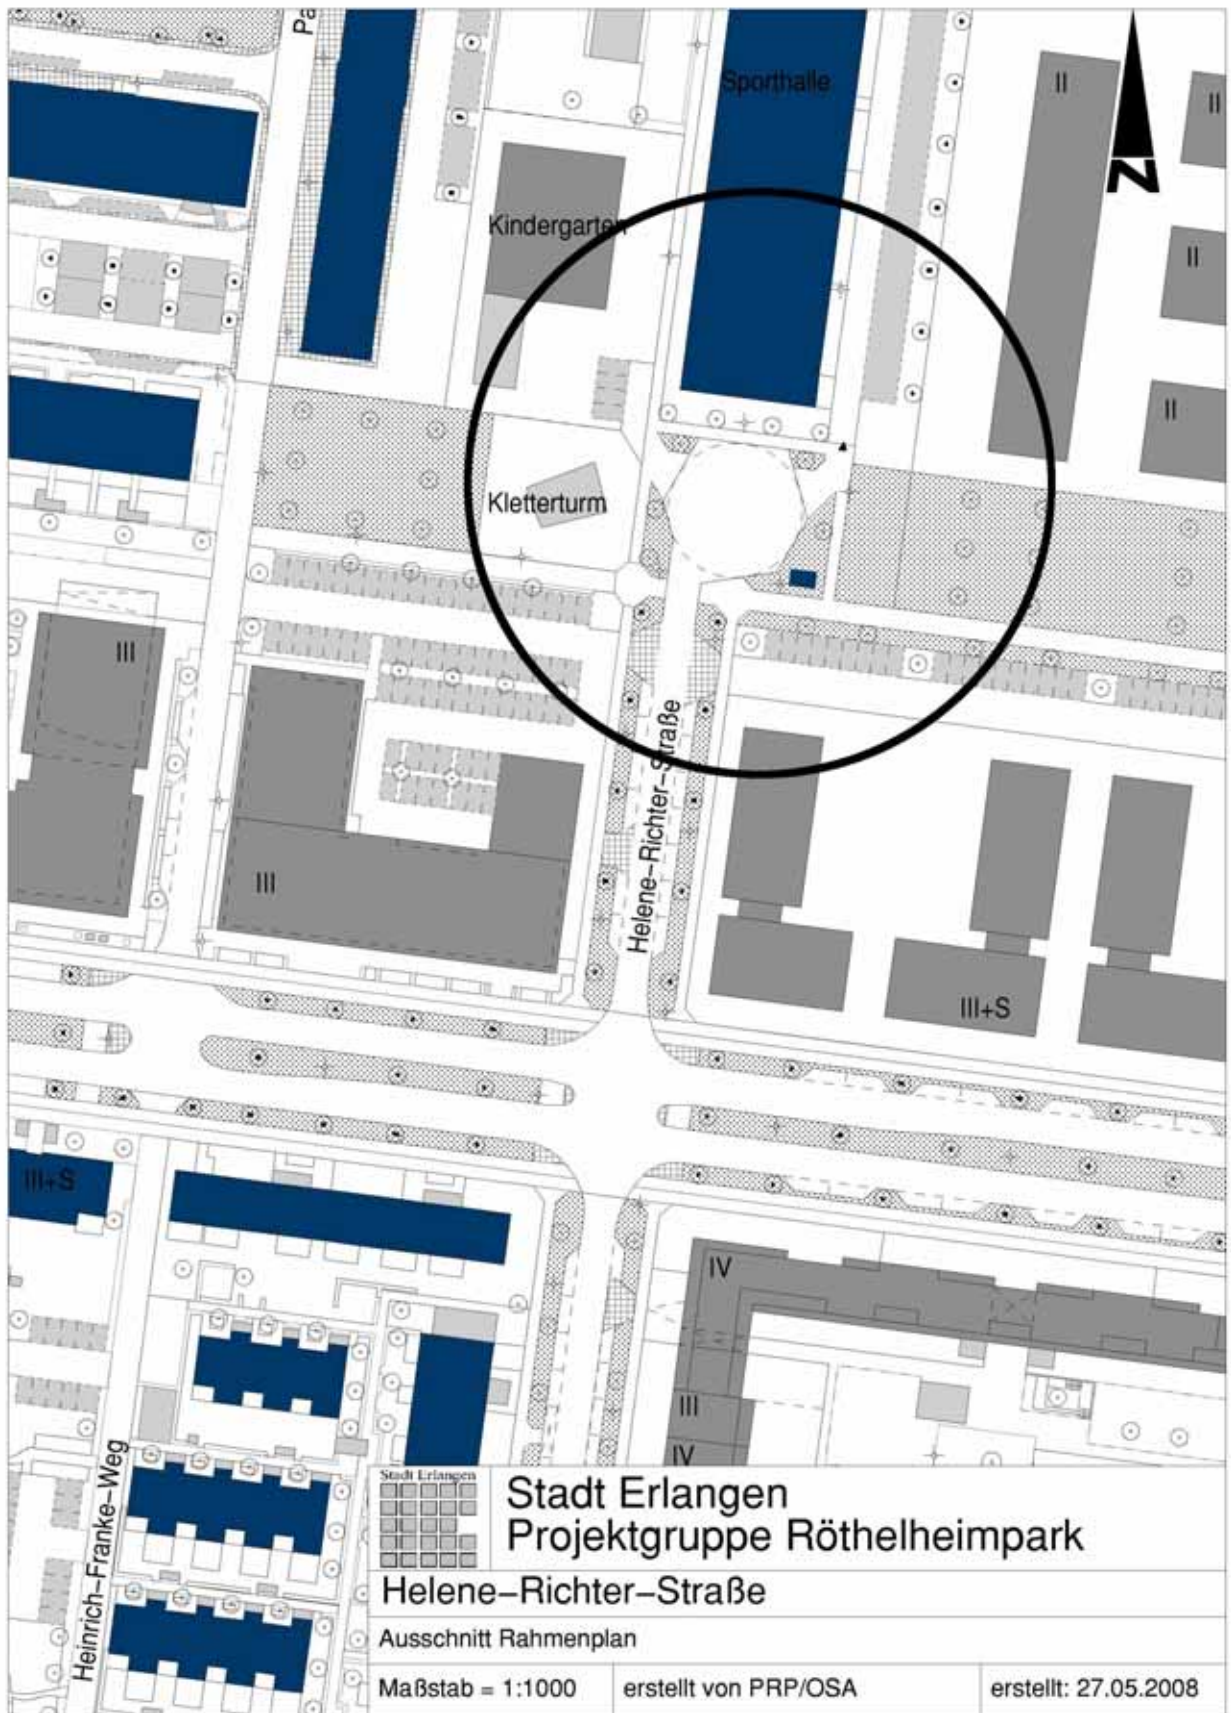 Pa
Sporthalle
II
II
N
Kindergarten
II
II
Kletterturm
III
Helene-Richter-Straße
III
III+S
III+S
IV
III
IV
Heinrich-Franke-Weg
Stadt Erlangen
Stadt Erlangen
Projektgruppe Röthelheimpark
Helene-Richter-Straße
Ausschnitt Rahmenplan
Maßstab = 1:1000
erstellt von PRP/OSA
erstellt: 27.05.2008